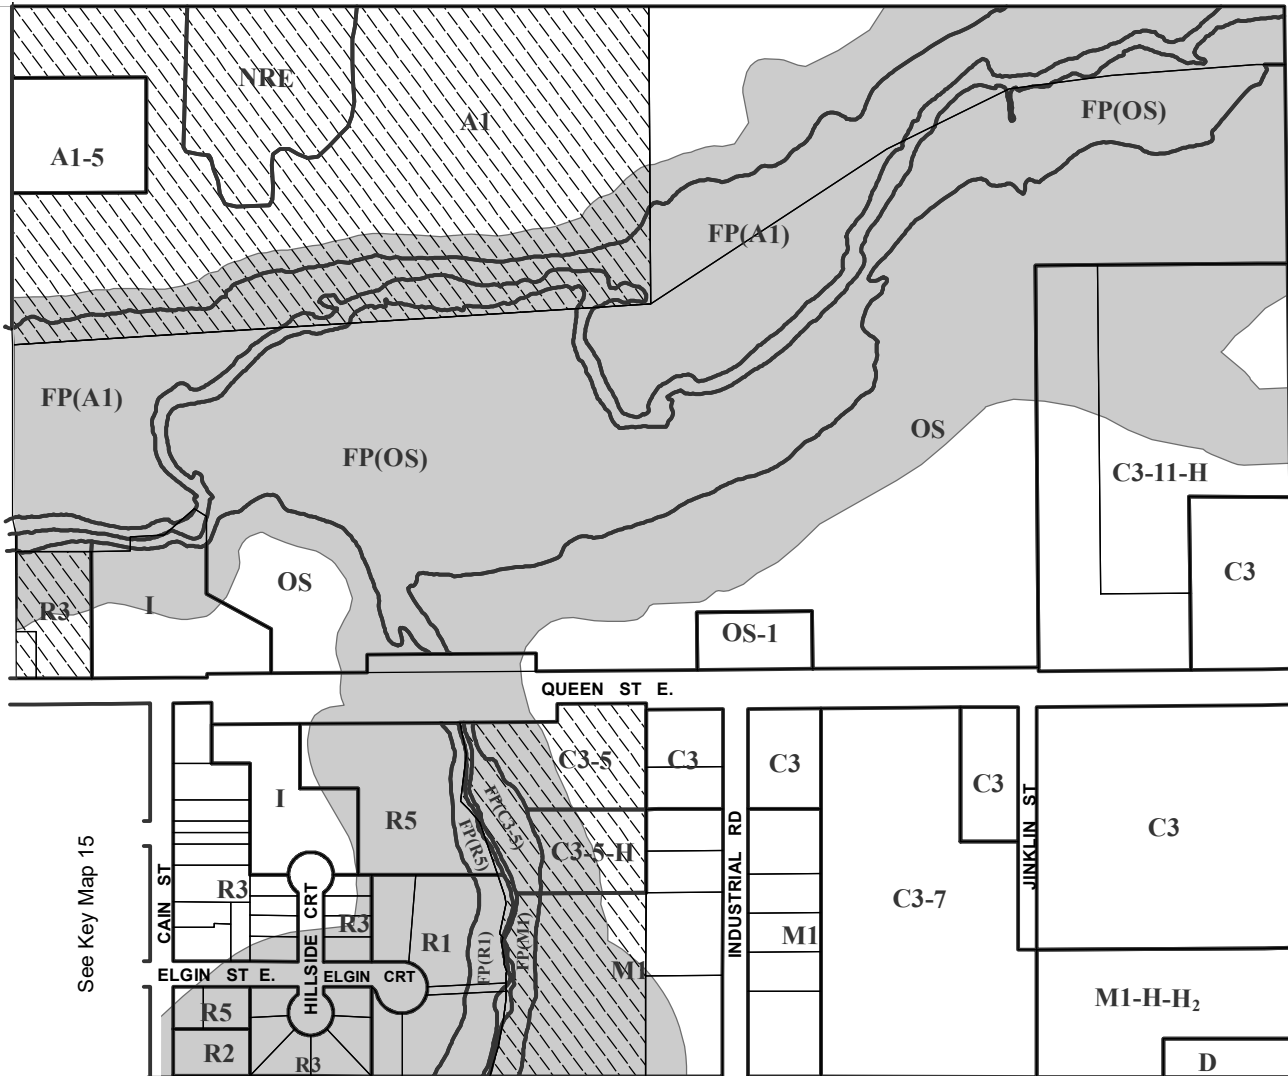 NRE
A1
A1-5
FP(OS)
FP(A1)
FP(A1)
FP(OS)
OS
C3-11-H
C3
OS
R3
I
OS-1
QUEEN ST E.
C3-5
C3
C3
C3
I
R5
FP(C3-5)
FP(R5)
C3-5-H
C3
INDUSTRIAL RD
JINKLIN ST
See Key Map 15
CAIN ST
R3
HILLSIDE CRT
R3
R1
FP(R1)
FP(M1)
M1
M1
C3-7
ELGIN ST E.
ELGIN CRT
M1-H-H₂
R5
R2
R3
D